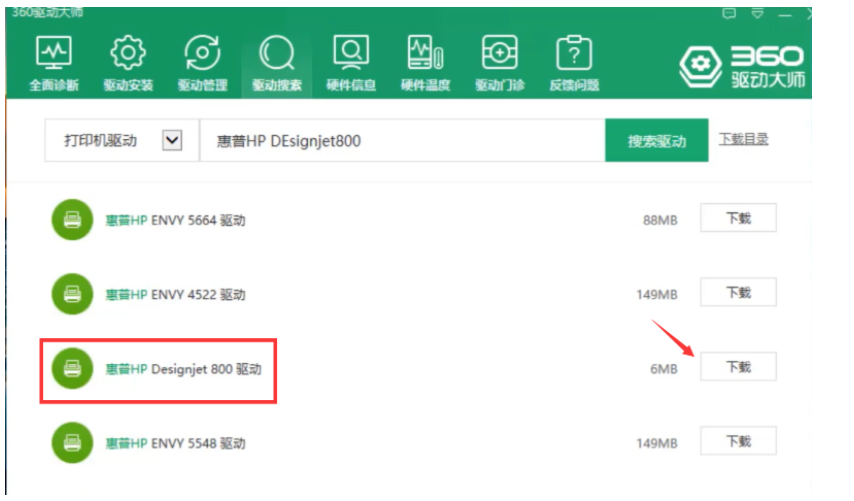 360驱动大师
全面诊断 驱动安装 驱动管理 驱动搜索 硬件信息 硬件温度 驱动门诊 反馈问题
360
驱动大师
打印机驱动 惠普HP DEsignjet800 搜索驱动 下载目录
惠普HP ENVY 5664 驱动 88MB 下载
惠普HP ENVY 4522 驱动 149MB 下载
惠普HP Designjet 800 驱动 6MB 下载
惠普HP ENVY 5548 驱动 149MB 下载